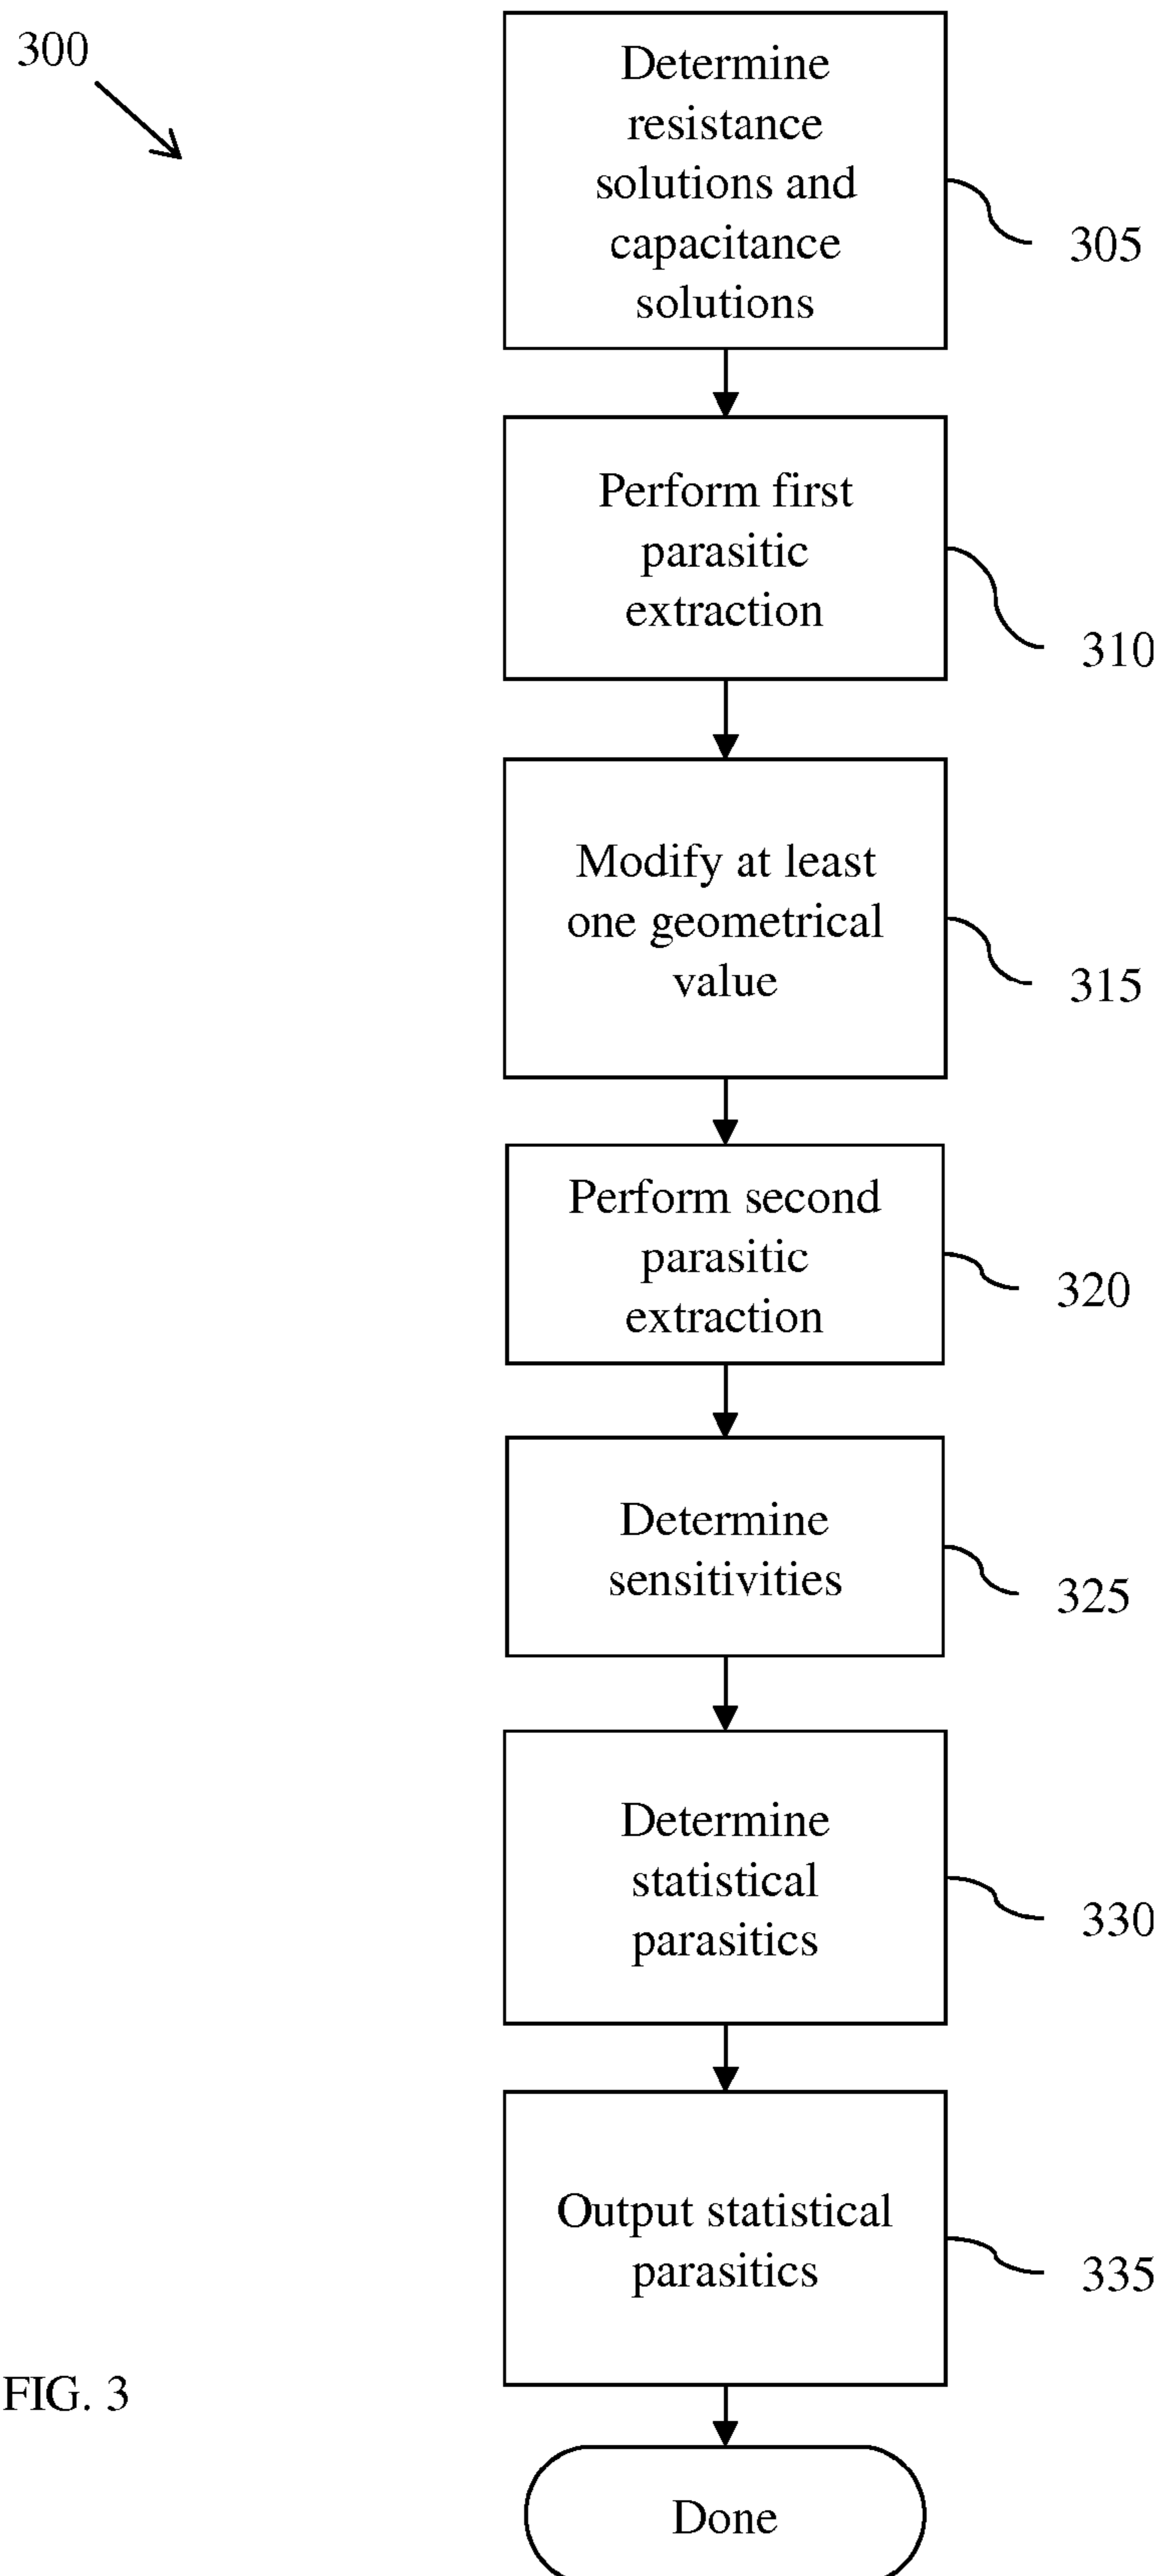 300
Determine
resistance
solutions and
capacitance
solutions
305
Perform first
parasitic
extraction
310
Modify at least
one geometrical
value
315
Perform second
parasitic
extraction
320
Determine
sensitivities
325
Determine
statistical
parasitics
330
Output statistical
parasitics
335
FIG. 3
Done